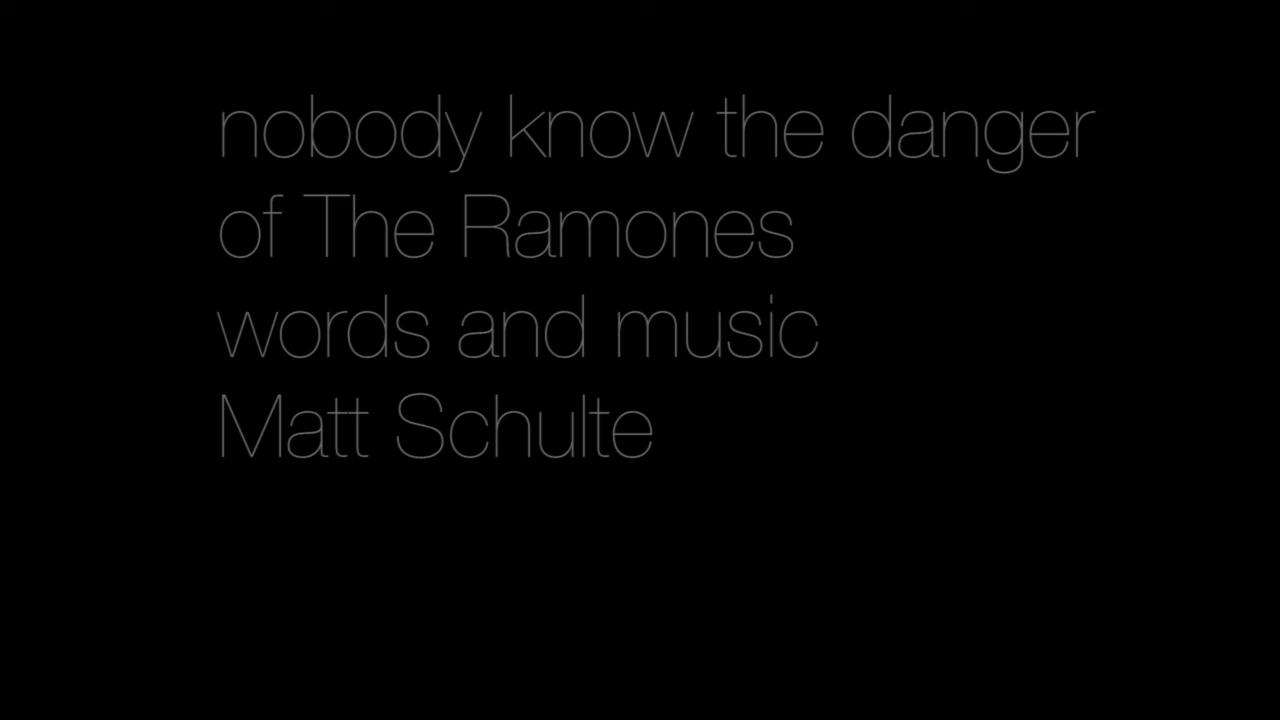 nobody know the danger
of The Ramones
words and music
Matt Schulte